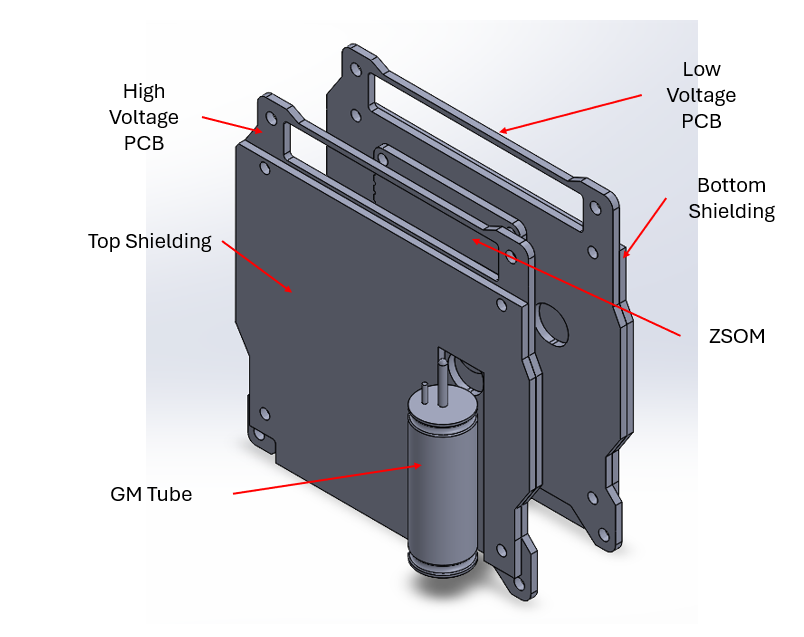 High
Voltage
PCB
Low
Voltage
PCB
Bottom
Shielding
Top Shielding
ZSOM
GM Tube